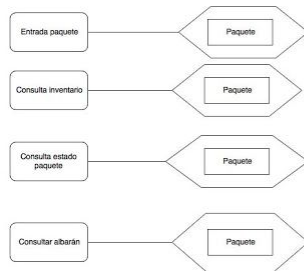 Entrada paquete
Paquete
Consulta inventario
Paquete
Consulta estado
paquete
Paquete
Consultar albarán
Paquete